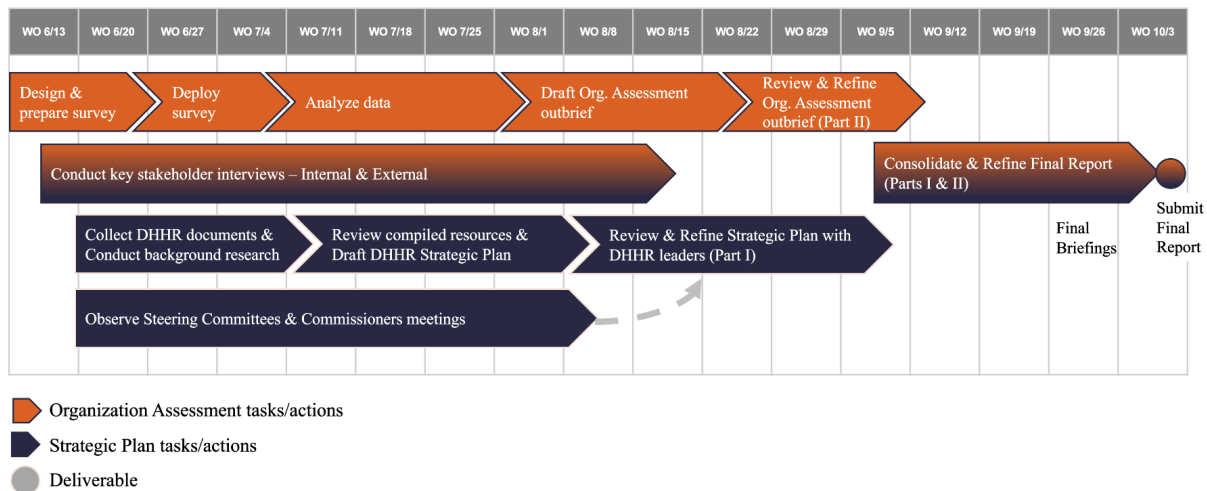 WO 6/13 WO 6/20 WO 6/27 WO 7/4 WO 7/11 WO 7/18 WO 7/25 WO 8/1 WO 8/8 WO 8/15 WO 8/22 WO 8/29 WO 9/5 WO 9/12 WO 9/19 WO 9/26 WO 10/3
Design &
prepare survey
Deploy
survey
Analyze data
Draft Org. Assessment
outbrief
Review & Refine
Org. Assessment
outbrief (Part II)
Conduct key stakeholder interviews – Internal & External
Consolidate & Refine Final Report
(Parts I & II)
Submit
Final
Report
Collect DHHR documents &
Conduct background research
Review compiled resources &
Draft DHHR Strategic Plan
Review & Refine Strategic Plan with
DHHR leaders (Part I)
Final
Briefings
Observe Steering Committees & Commissioners meetings
Organization Assessment tasks/actions
Strategic Plan tasks/actions
Deliverable